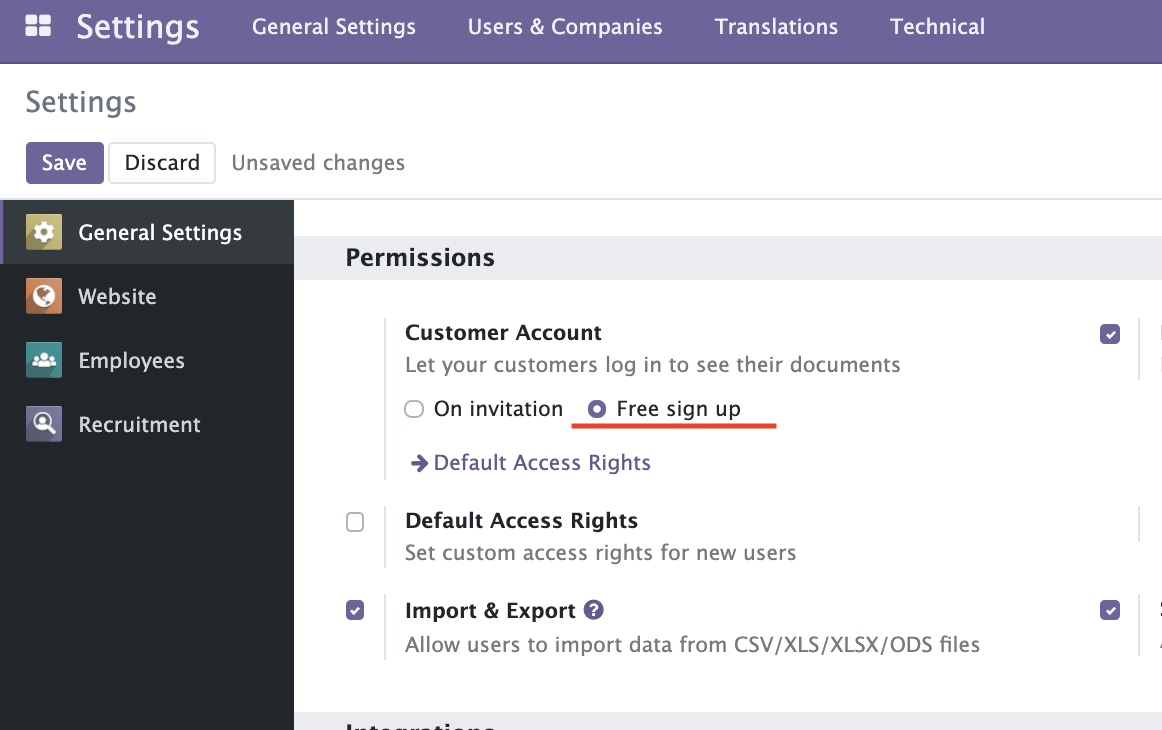 Settings General Settings Users & Companies Translations Technical
Settings
Save Discard Unsaved changes
General Settings
Website
Employees
Recruitment
Permissions
Customer Account
Let your customers log in to see their documents
On invitation Free sign up
Default Access Rights
Default Access Rights
Set custom access rights for new users
Import & Export ?
Allow users to import data from CSV/XLS/XLSX/ODS files
Integrations